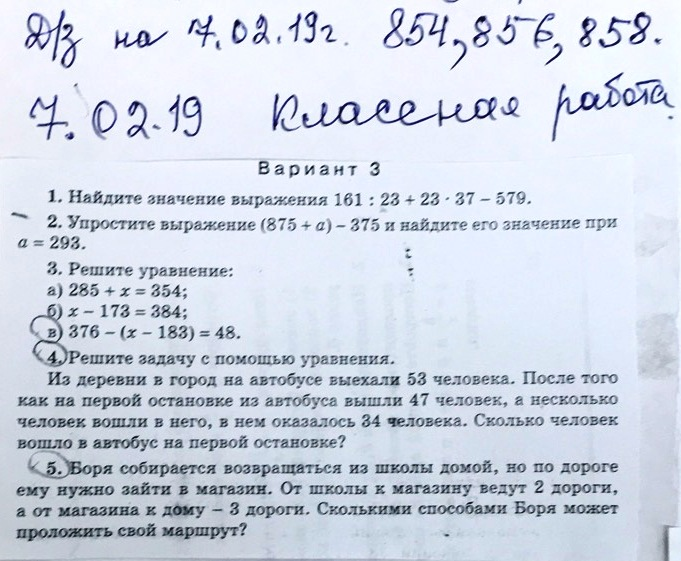 Д/з на 7.02.19г. 854, 856, 858.
7.02.19 Классная работа.
Вариант 3
1. Найдите значение выражения 161 : 23 + 23 · 37 – 579.
2. Упростите выражение (875 + a) – 375 и найдите его значение при
a = 293.
3. Решите уравнение:
а) 285 + x = 354;
б) x – 173 = 384;
в) 376 – (x – 183) = 48.
4. Решите задачу с помощью уравнения.
Из деревни в город на автобусе выехали 53 человека. После того
как на первой остановке из автобуса вышли 47 человек, а несколько
человек вошли в него, в нем оказалось 34 человека. Сколько человек
вошло в автобус на первой остановке?
5. Боря собирается возвращаться из школы домой, но по дороге
ему нужно зайти в магазин. От школы к магазину ведут 2 дороги,
а от магазина к дому – 3 дороги. Сколькими способами Боря может
проложить свой маршрут?